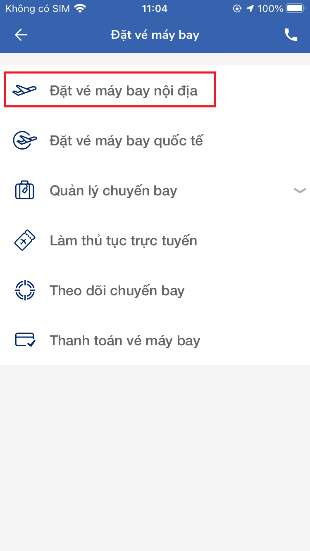 Không có SIM 11:04 100%
Đặt vé máy bay
Đặt vé máy bay nội địa
Đặt vé máy bay quốc tế
Quản lý chuyến bay
Làm thủ tục trực tuyến
Theo dõi chuyến bay
Thanh toán vé máy bay